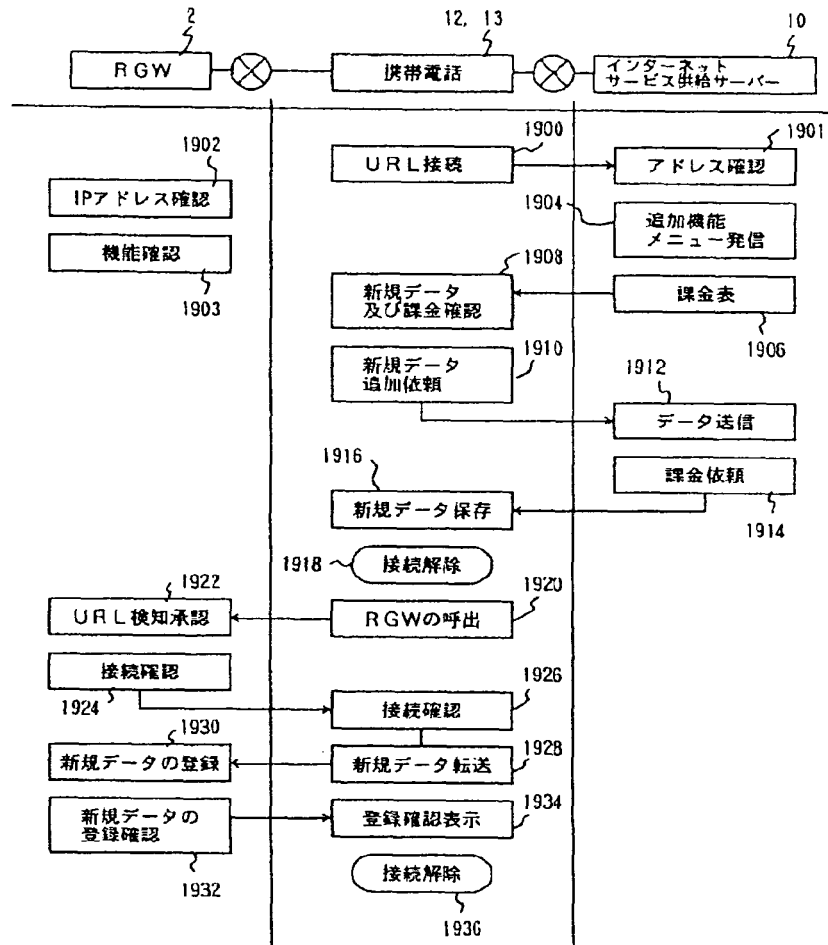 2
12, 13
10
RGW
携帯電話
インターネット
サービス供給サーバー
1900
1901
URL接続
アドレス確認
1902
IPアドレス確認
1904
追加機能
メニュー発信
機能確認
1903
1908
新規データ
及び課金確認
課金表
1906
1910
新規データ
追加依頼
1912
データ送信
1916
課金依頼
1914
新規データ保存
1918
接続解除
1922
1920
URL検知承認
RGWの呼出
接続確認
1924
1926
接続確認
1930
新規データの登録
新規データ転送
1928
1934
新規データの
登録確認
登録確認表示
1932
接続解除
1936